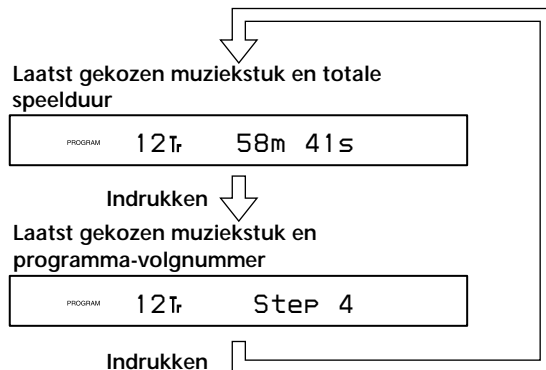 Laatst gekozen muziekstuk en totale
speelduur
PROGRAM 12Tr 58m 41s
Indrukken
Laatst gekozen muziekstuk en
programma-volgnummer
PROGRAM 12Tr Step 4
Indrukken